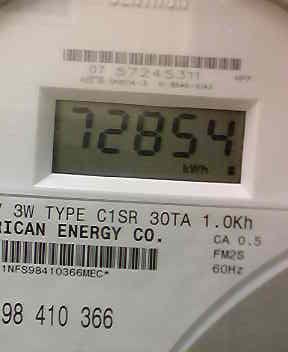 07 57245311
72854
kWh
V 3W TYPE C1SR 30TA 1.0Kh
RICAN ENERGY CO.
CA 0.5
FM2S
60Hz
1NFS98410366MEC*
98 410 366